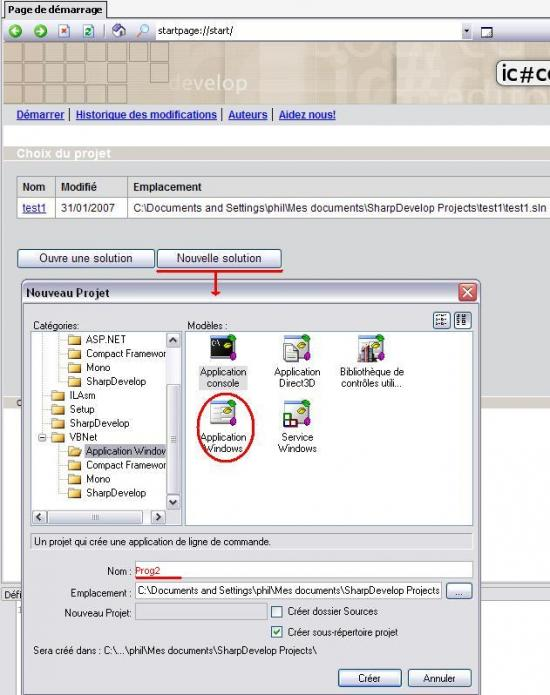 Page de démarrage
startpage://start/
develop
ic#co
Démarrer | Historique des modifications | Auteurs | Aidez nous!
Choix du projet
Nom Modifié Emplacement
test1 31/01/2007 C:\Documents and Settings\phil\Mes documents\SharpDevelop Projects\test1\test1.sln
Ouvre une solution Nouvelle solution
Nouveau Projet
Catégories: Modèles :
ASP.NET
Compact Framewor
Mono
SharpDevelop
ILAsm
Setup
SharpDevelop
VBNet
Application Window
Compact Framewor
Mono
SharpDevelop
Application console
Application Direct3D
Bibliothèque de contrôles utili...
Application Windows
Service Windows
Un projet qui crée une application de ligne de commande.
Nom : Prog2
Emplacement : C:\Documents and Settings\phil\Mes documents\SharpDevelop Projects ...
Nouveau Projet: Créer dossier Sources
Créer sous-répertoire projet
Sera créé dans : C:\...\phil\Mes documents\SharpDevelop Projects\
Créer Annuler
Défi